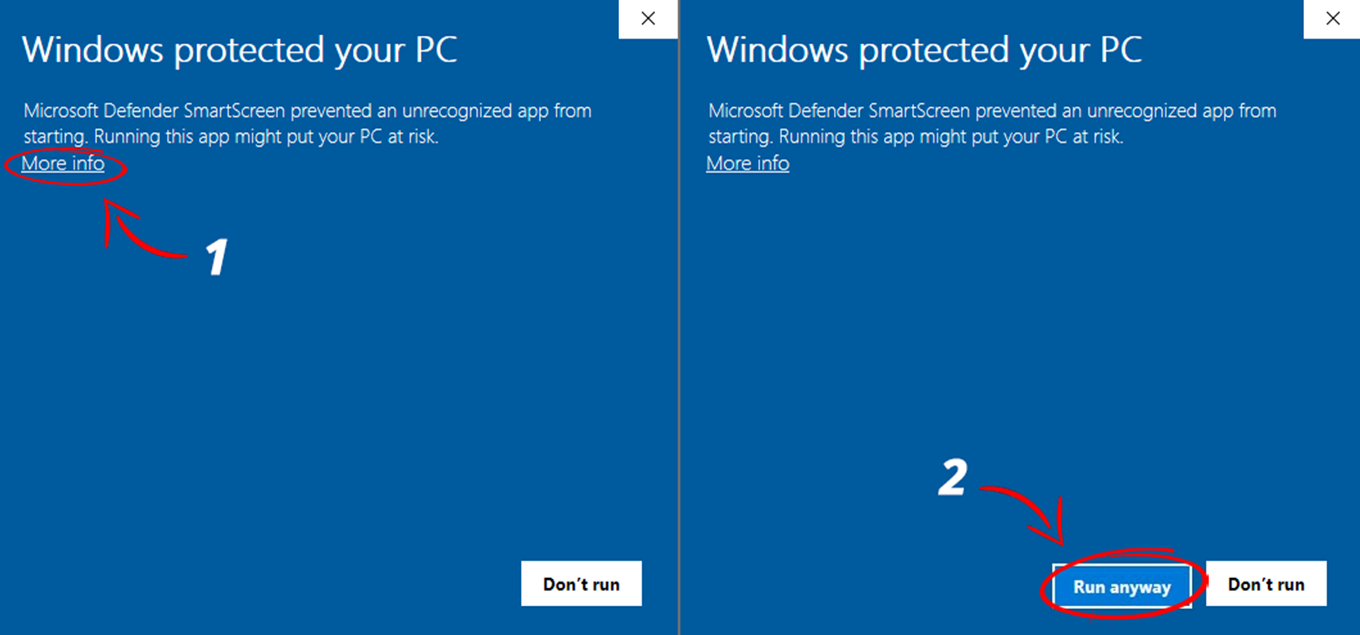 Windows protected your PC
Microsoft Defender SmartScreen prevented an unrecognized app from
starting. Running this app might put your PC at risk.
More info
1
Don't run
Windows protected your PC
Microsoft Defender SmartScreen prevented an unrecognized app from
starting. Running this app might put your PC at risk.
More info
2
Run anyway
Don't run